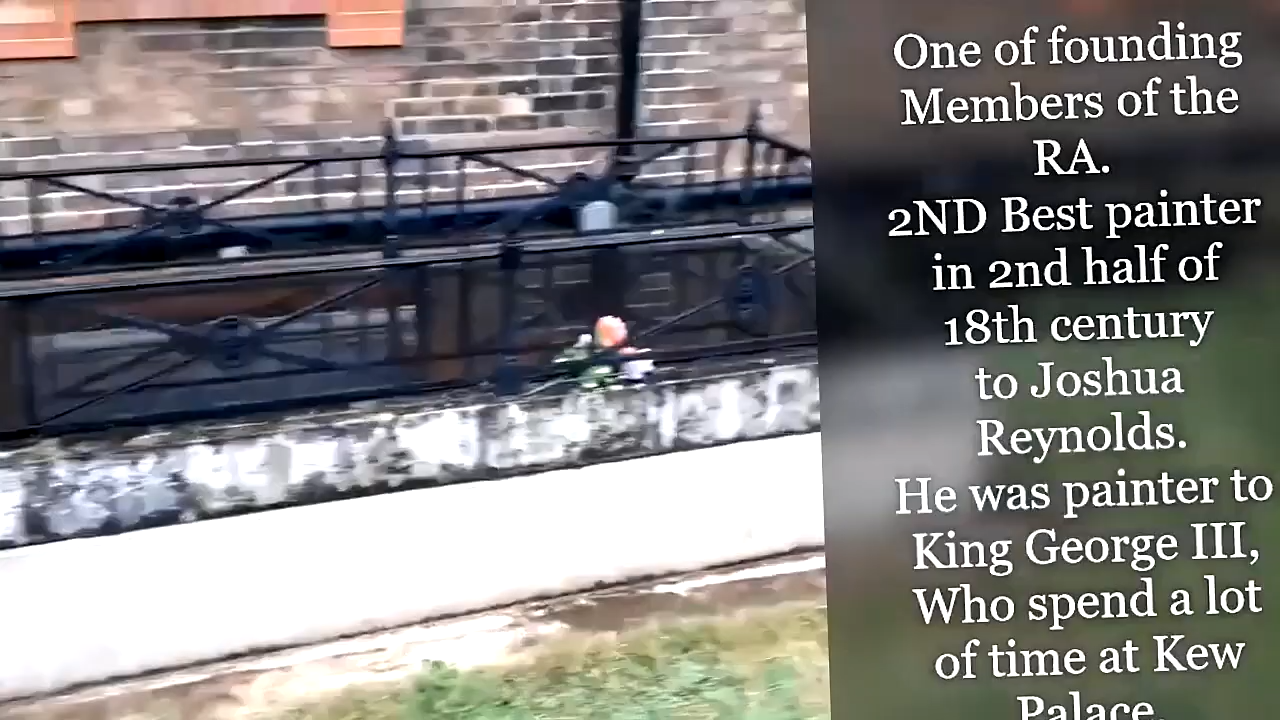 One of founding
Members of the
RA.
2ND Best painter
in 2nd half of
18th century
to Joshua
Reynolds.
He was painter to
King George III,
Who spend a lot
of time at Kew
Palace